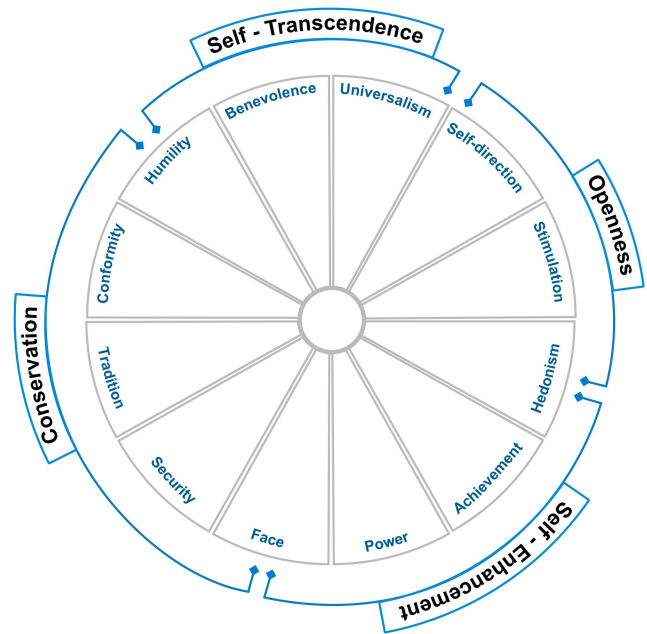 Self - Transcendence
Openness
Self - Enhancement
Conservation
Universalism
Self-direction
Stimulation
Hedonism
Achievement
Power
Face
Security
Tradition
Conformity
Humility
Benevolence